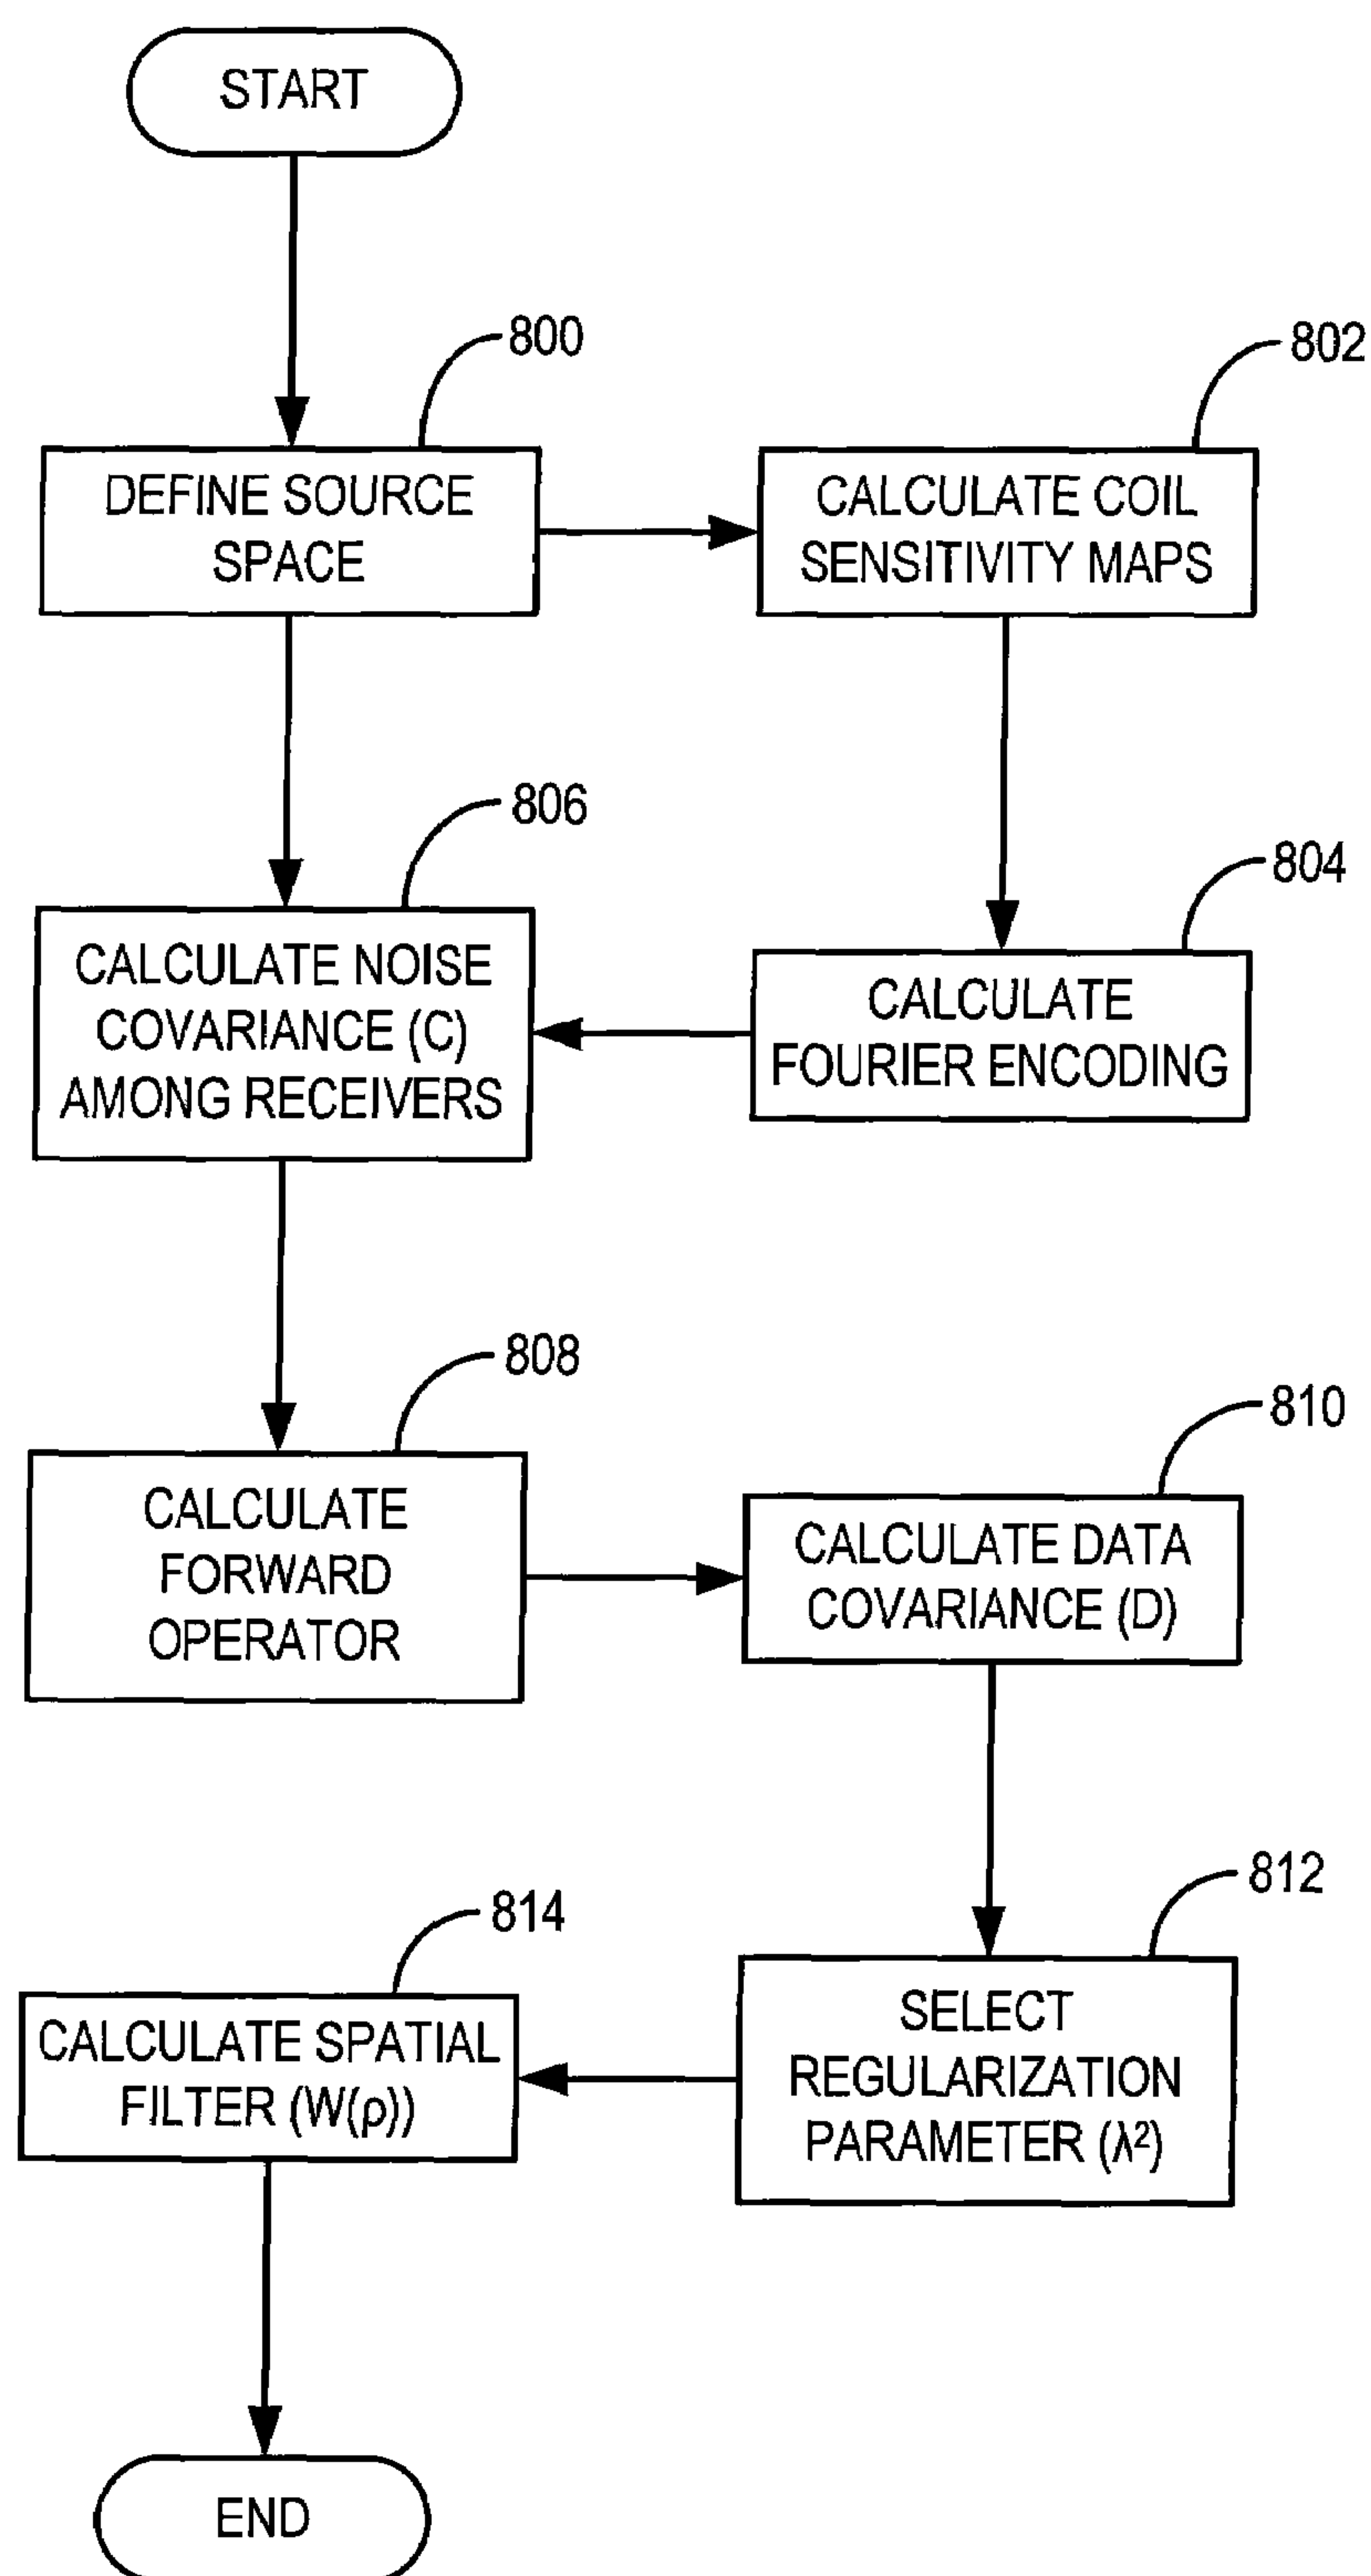 START
800
DEFINE SOURCE
SPACE
802
CALCULATE COIL
SENSITIVITY MAPS
806
CALCULATE NOISE
COVARIANCE (C)
AMONG RECEIVERS
804
CALCULATE
FOURIER ENCODING
808
CALCULATE
FORWARD
OPERATOR
810
CALCULATE DATA
COVARIANCE (D)
812
SELECT
REGULARIZATION
PARAMETER (λ²)
814
CALCULATE SPATIAL
FILTER (W(ρ))
END